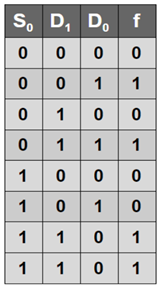 S₀ D₁ D₀ f
0 0 0 0
0 0 1 1
0 1 0 0
0 1 1 1
1 0 0 0
1 0 1 0
1 1 0 1
1 1 0 1